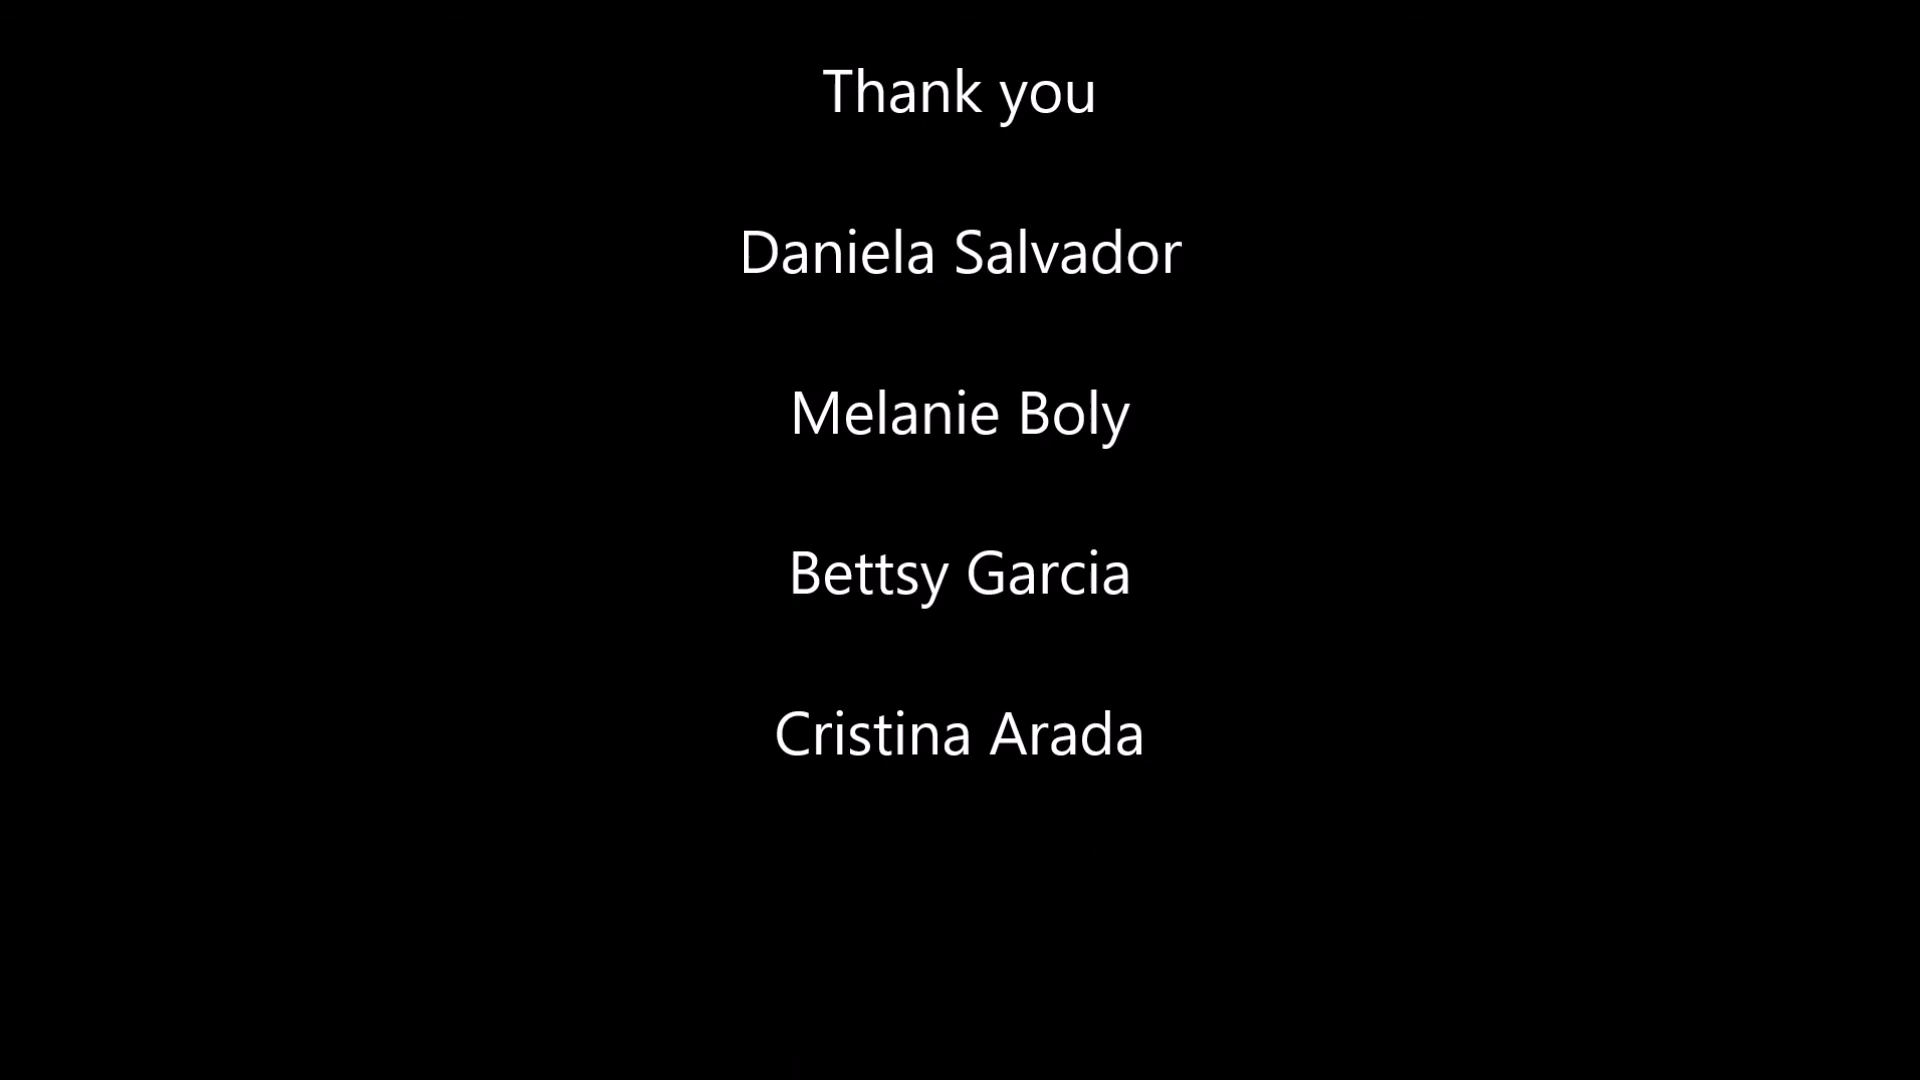 Thank you
Daniela Salvador
Melanie Boly
Bettsy Garcia
Cristina Arada